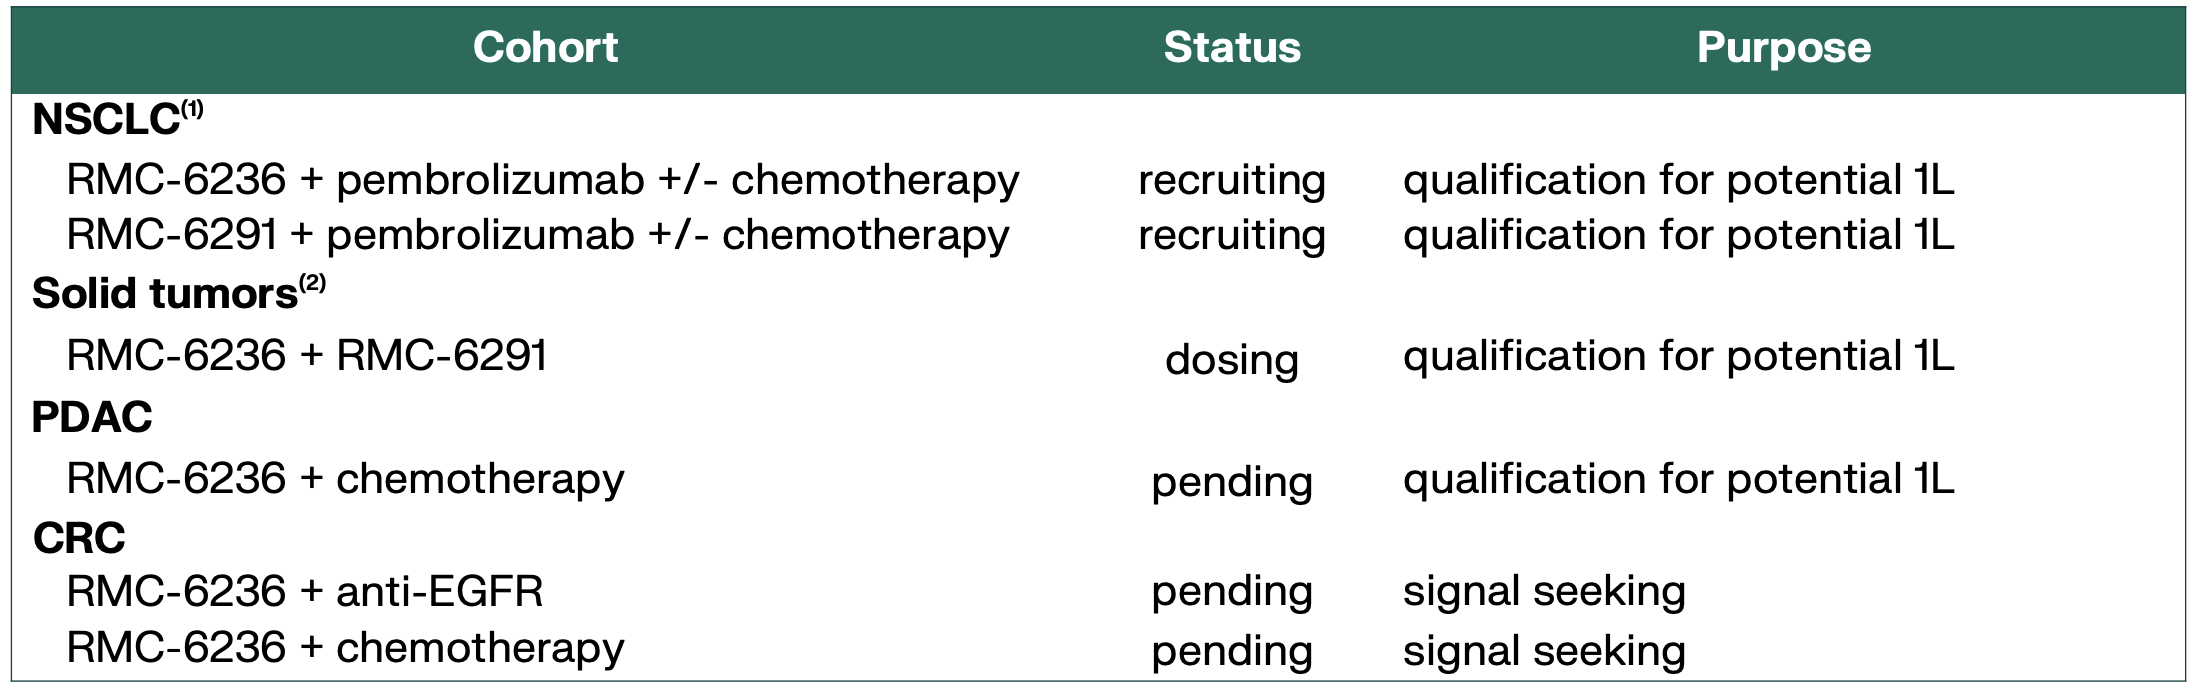 Cohort Status Purpose
NSCLC(1)
RMC-6236 + pembrolizumab +/- chemotherapy recruiting qualification for potential 1L
RMC-6291 + pembrolizumab +/- chemotherapy recruiting qualification for potential 1L
Solid tumors(2)
RMC-6236 + RMC-6291 dosing qualification for potential 1L
PDAC
RMC-6236 + chemotherapy pending qualification for potential 1L
CRC
RMC-6236 + anti-EGFR pending signal seeking
RMC-6236 + chemotherapy pending signal seeking